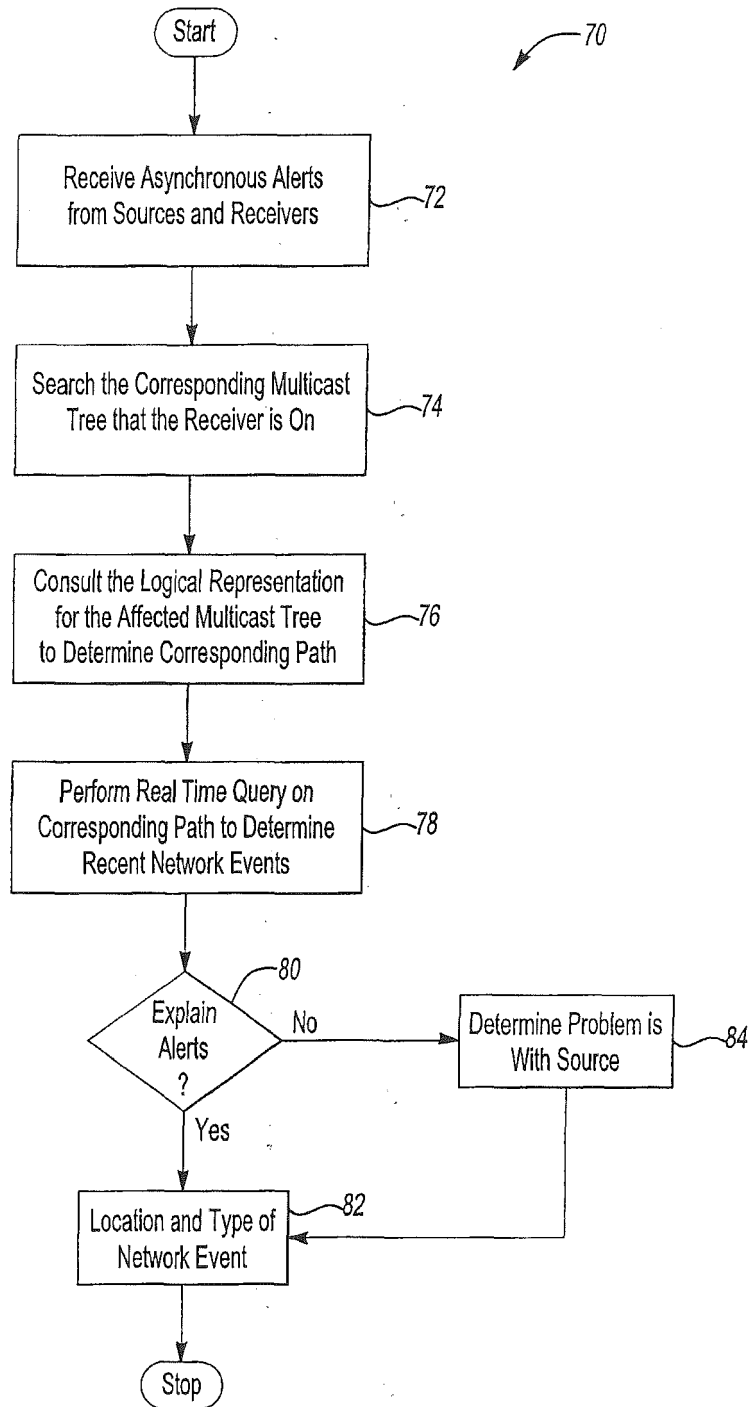 Start
70
Receive Asynchronous Alerts
from Sources and Receivers
72
Search the Corresponding Multicast
Tree that the Receiver is On
74
Consult the Logical Representation
for the Affected Multicast Tree
to Determine Corresponding Path
76
Perform Real Time Query on
Corresponding Path to Determine
Recent Network Events
78
80
Explain
Alerts
?
No
Yes
Determine Problem is
With Source
84
Location and Type of
Network Event
82
Stop